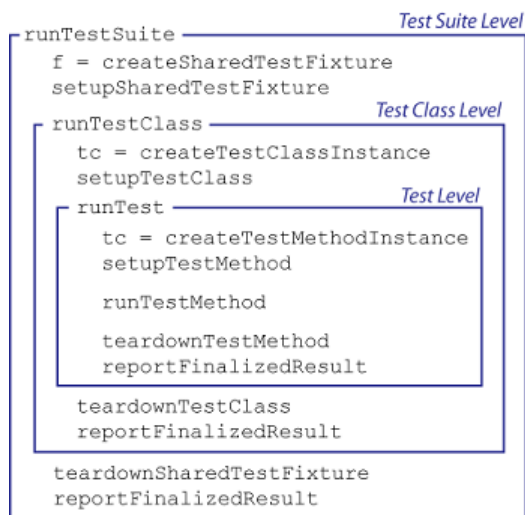 Test Suite Level
runTestSuite
f = createSharedTestFixture
setupSharedTestFixture
Test Class Level
runTestClass
tc = createTestClassInstance
setupTestClass
Test Level
runTest
tc = createTestMethodInstance
setupTestMethod
runTestMethod
teardownTestMethod
reportFinalizedResult
teardownTestClass
reportFinalizedResult
teardownSharedTestFixture
reportFinalizedResult